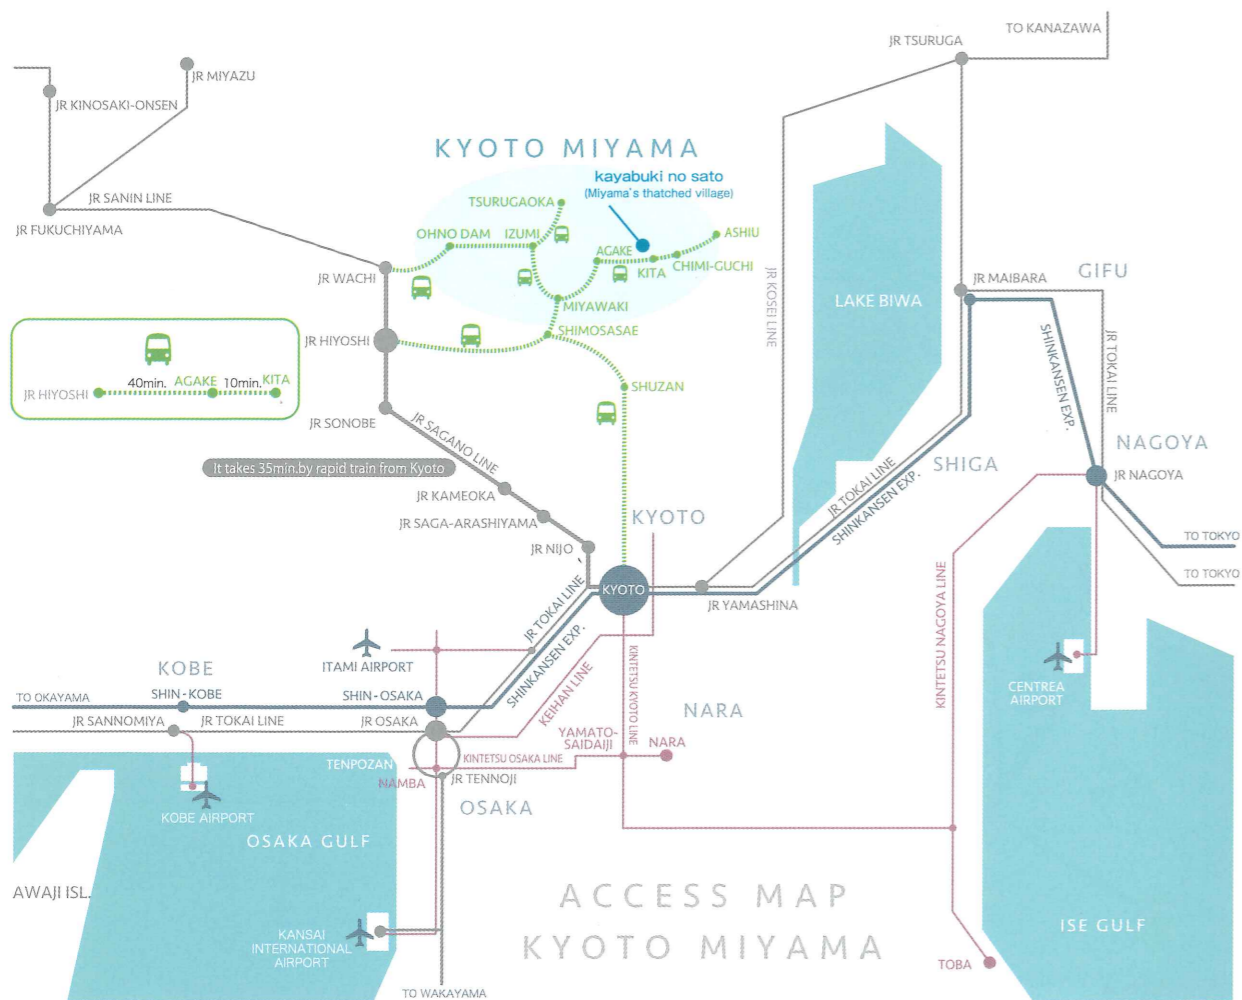 JR TSURUGA
TO KANAZAWA
JR MIYAZU
JR KINOSAKI-ONSEN
KYOTO MIYAMA
kayabuki no sato
(Miyama's thatched village)
JR SANIN LINE
JR FUKUCHIYAMA
TSURUGAOKA
OHNO DAM
IZUMI
AGAKE
ASHIU
KITA
CHIMI-GUCHI
JR WACHI
MIYAWAKI
JR KOSEI LINE
LAKE BIWA
JR MAIBARA
GIFU
JR HIYOSHI
SHIMOSASAE
SHINKANSEN EXP.
JR TOKAI LINE
JR HIYOSHI
40min.
AGAKE
10min.
KITA
SHUZAN
JR SONOBE
JR SAGANO LINE
It takes 35min.by rapid train from Kyoto
JR KAMEOKA
JR SAGA-ARASHIYAMA
JR NIJO
KYOTO
JR TOKAI LINE
SHINKANSEN EXP.
SHIGA
NAGOYA
JR NAGOYA
TO TOKYO
TO TOKYO
KYOTO
JR YAMASHINA
JR TOKAI LINE
SHINKANSEN EXP.
KEIHAN LINE
KINTETSU KYOTO LINE
KINTETSU NAGOYA LINE
ITAMI AIRPORT
KOBE
TO OKAYAMA
SHIN-KOBE
SHIN-OSAKA
JR SANNOMIYA
JR TOKAI LINE
JR OSAKA
CENTREA
AIRPORT
NARA
YAMATO-
SAIDAIJI
NARA
TENPOZAN
KINTETSU OSAKA LINE
NAMBA
JR TENNOJI
OSAKA
KOBE AIRPORT
OSAKA GULF
AWAJI ISL.
KANSAI
INTERNATIONAL
AIRPORT
TO WAKAYAMA
ACCESS MAP
KYOTO MIYAMA
TOBA
ISE GULF